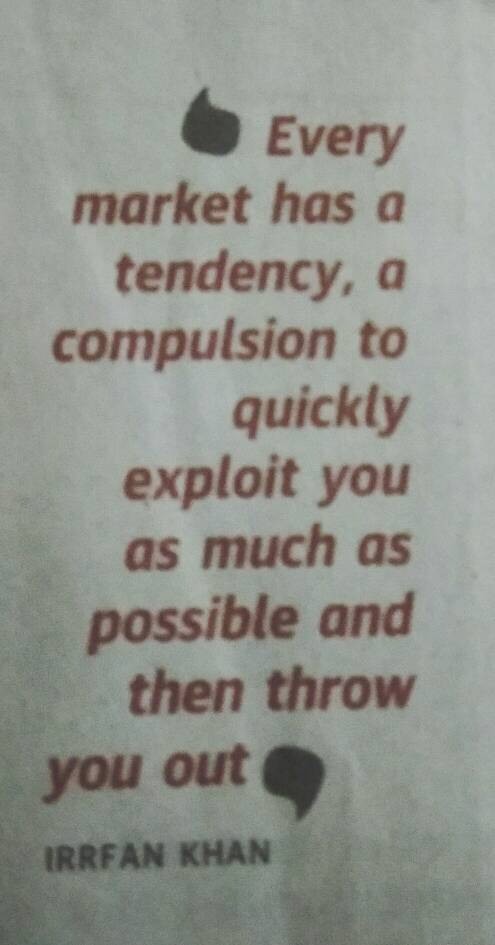 ‘ Every
market has a
tendency, a
compulsion to
quickly
exploit you
as much as
possible and
then throw
you out ’
IRRFAN KHAN